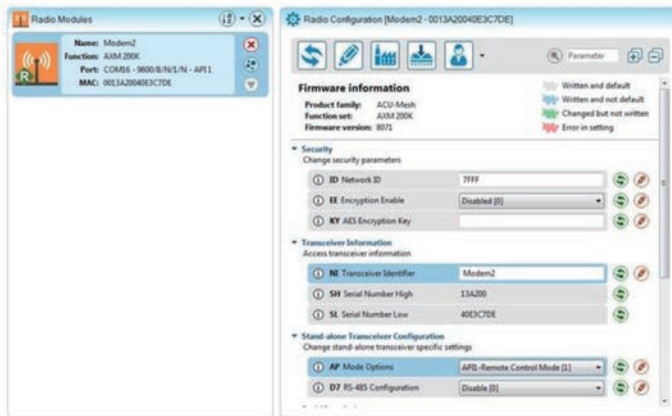 Radio Modules
Name: Modem2
Function: AXM 200K
Port: COM16 - 9600/8/N/1/N - API 1
MAC: 0013A20040E3C7DE
R
Radio Configuration [Modem2 - 0013A20040E3C7DE]
Parameter
Firmware information
Product family: ACU-Mesh
Function set: AXM 200K
Firmware version: 8071
Written and default
Written and not default
Changed but not written
Error in setting
Security
Change security parameters
ID Network ID 7FFF
EE Encryption Enable Disabled [0]
KY AES Encryption Key
Transceiver Information
Access transceiver information
NI Transceiver Identifier Modem2
SH Serial Number High 13A200
SL Serial Number Low 40E3C7DE
Stand-alone Transceiver Configuration
Change stand-alone transceiver specific settings
AP Mode Options API1-Remote Control Mode [1]
D7 RS-485 Configuration Disable [0]